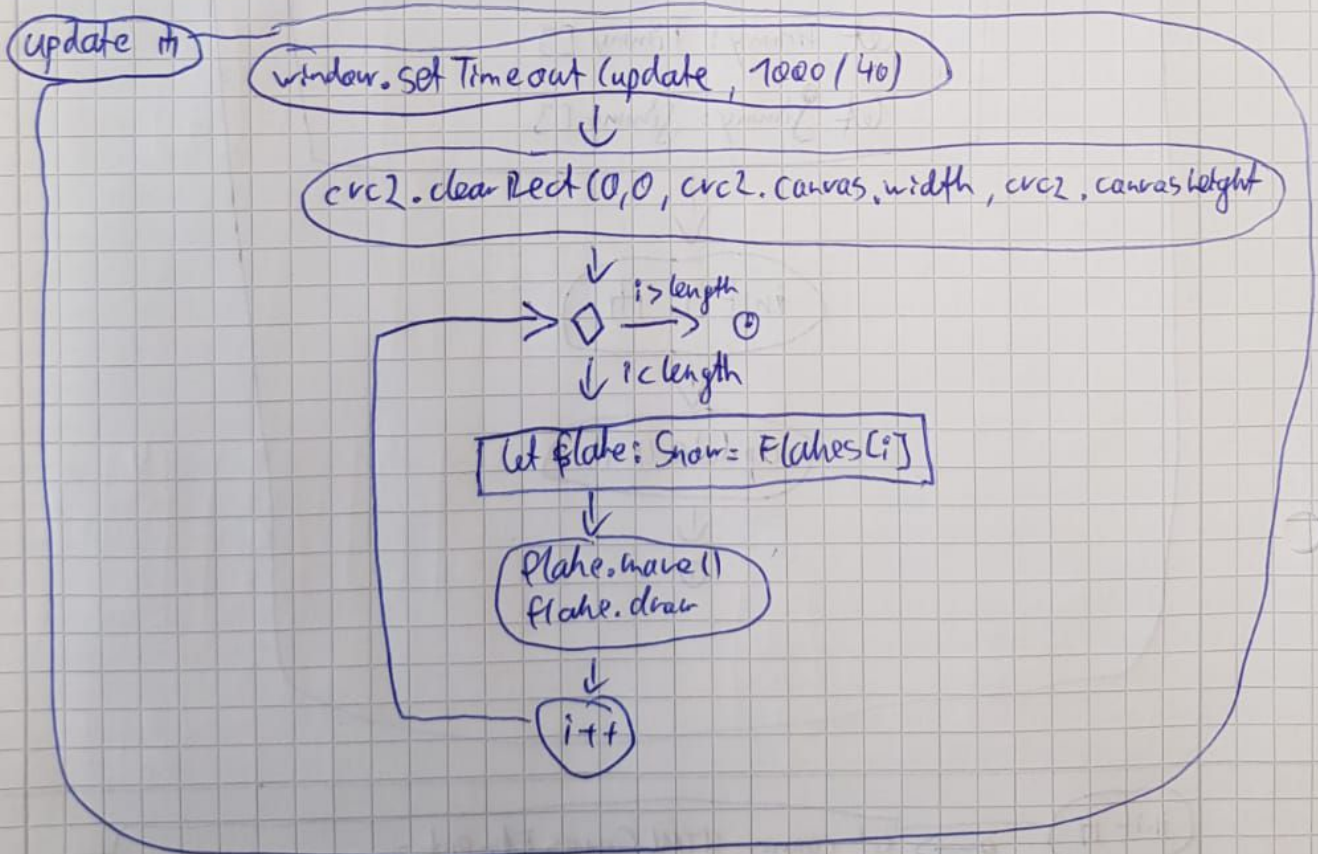 update
window.setTimeout(update, 1000/40)
crc2.clearRect(0,0, crc2.canvas.width, crc2.canvasheight
i>length
i<length
let flake: Snow = Flakes[i]
flake.move()
flake.draw
i++